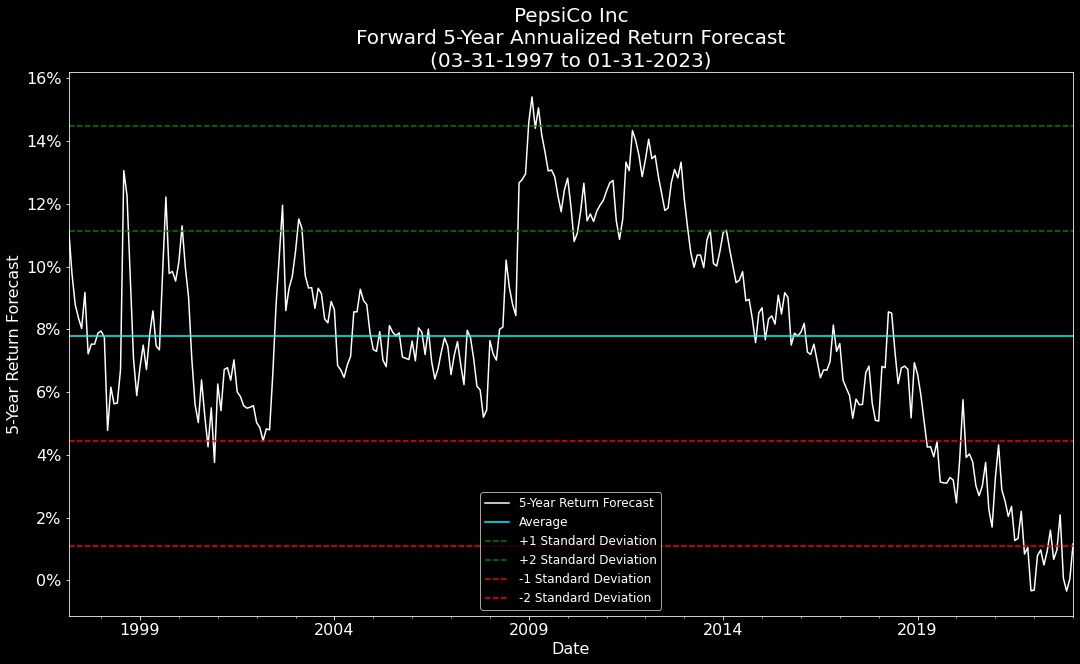 PepsiCo Inc
Forward 5-Year Annualized Return Forecast
(03-31-1997 to 01-31-2023)
16%
14%
12%
10%
8%
6%
4%
2%
0%
5-Year Return Forecast
5-Year Return Forecast
Average
+1 Standard Deviation
+2 Standard Deviation
-1 Standard Deviation
-2 Standard Deviation
1999 2004 2009 2014 2019
Date